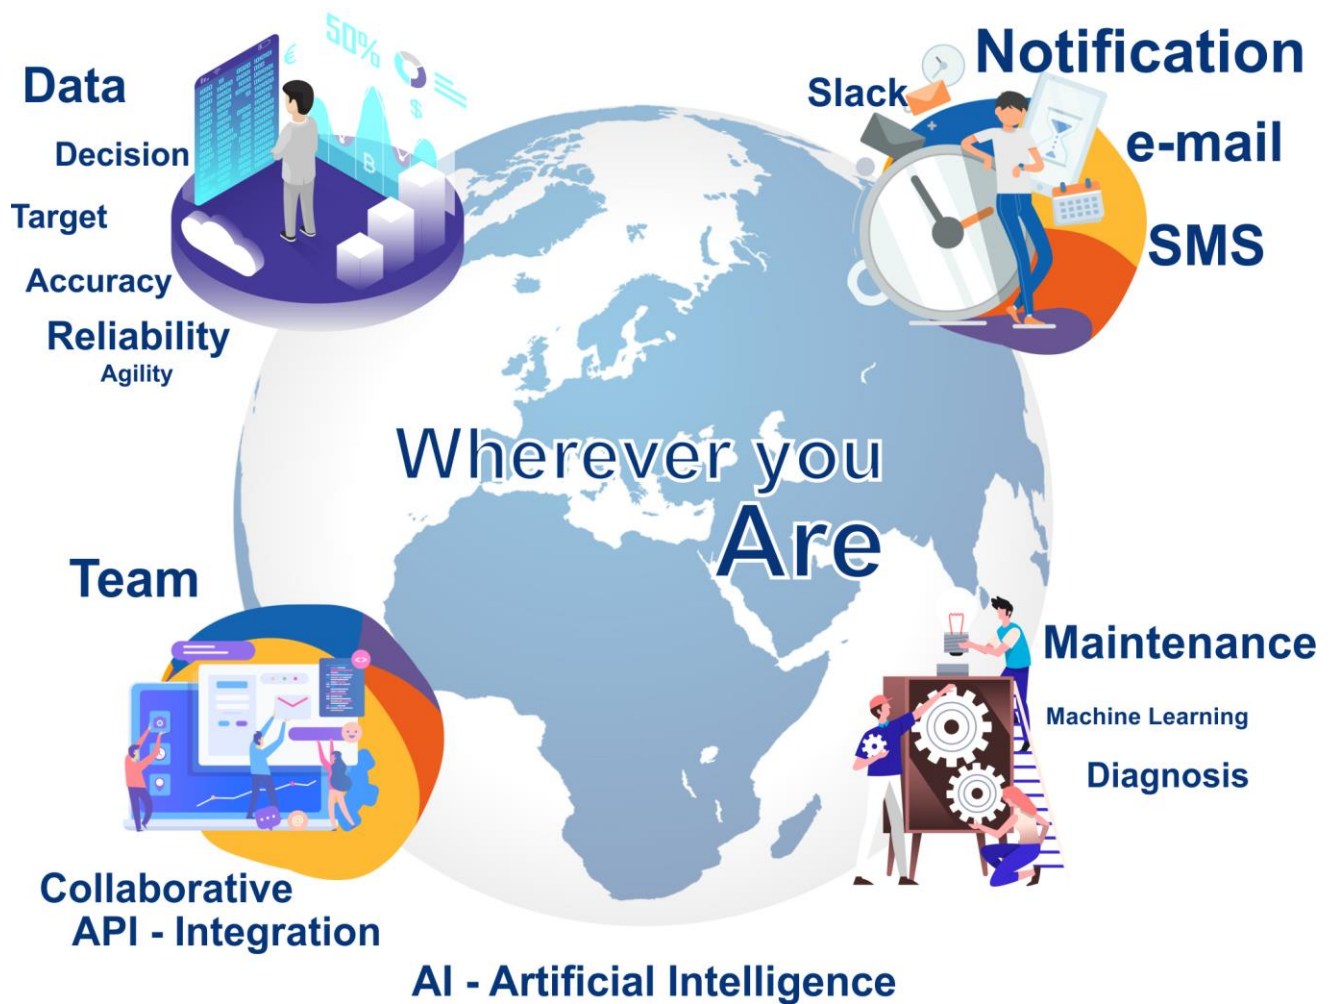 Data
Decision
Target
Accuracy
Reliability
Agility
50%
€
$
B
Notification
Slack
e-mail
SMS
Wherever you
Are
Team
<>
@
Collaborative
API - Integration
Maintenance
Machine Learning
Diagnosis
AI - Artificial Intelligence